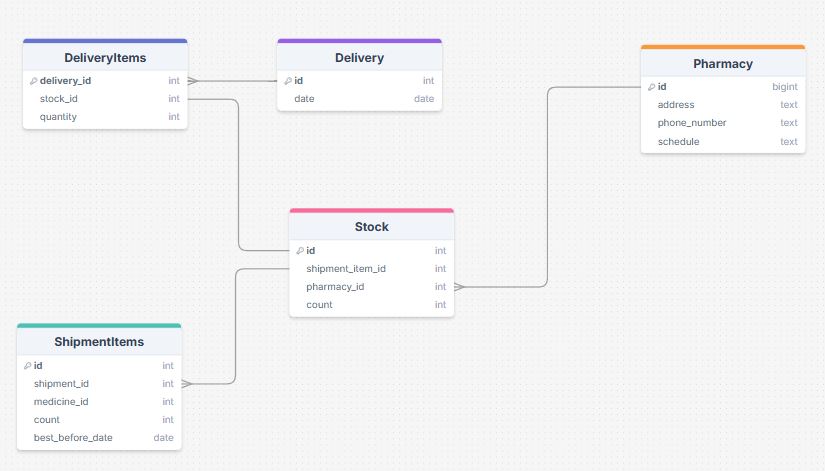 DeliveryItems
delivery_id int
stock_id int
quantity int
Delivery
id int
date date
Pharmacy
id bigint
address text
phone_number text
schedule text
Stock
id int
shipment_item_id int
pharmacy_id int
count int
ShipmentItems
id int
shipment_id int
medicine_id int
count int
best_before_date date